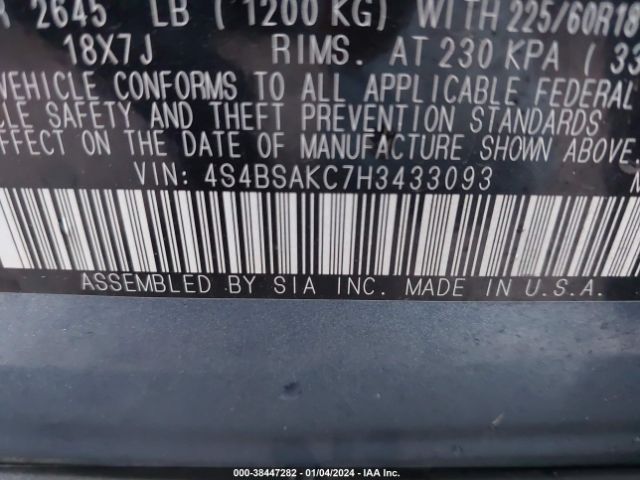 R 2645 LB ( 1200 KG) WITH 225/60R18
18X7J RIMS. AT 230 KPA ( 33
VEHICLE CONFORMS TO ALL APPLICABLE FEDERAL
CLE SAFETY AND THEFT PREVENTION STANDARDS
EFFECT ON THE DATE OF MANUFACTURE SHOWN ABOVE.
VIN: 4S4BSAKC7H3433093
ASSEMBLED BY SIA INC. MADE IN U.S.A.
000 - 38447282 - 01/04/2024 - IAA Inc.